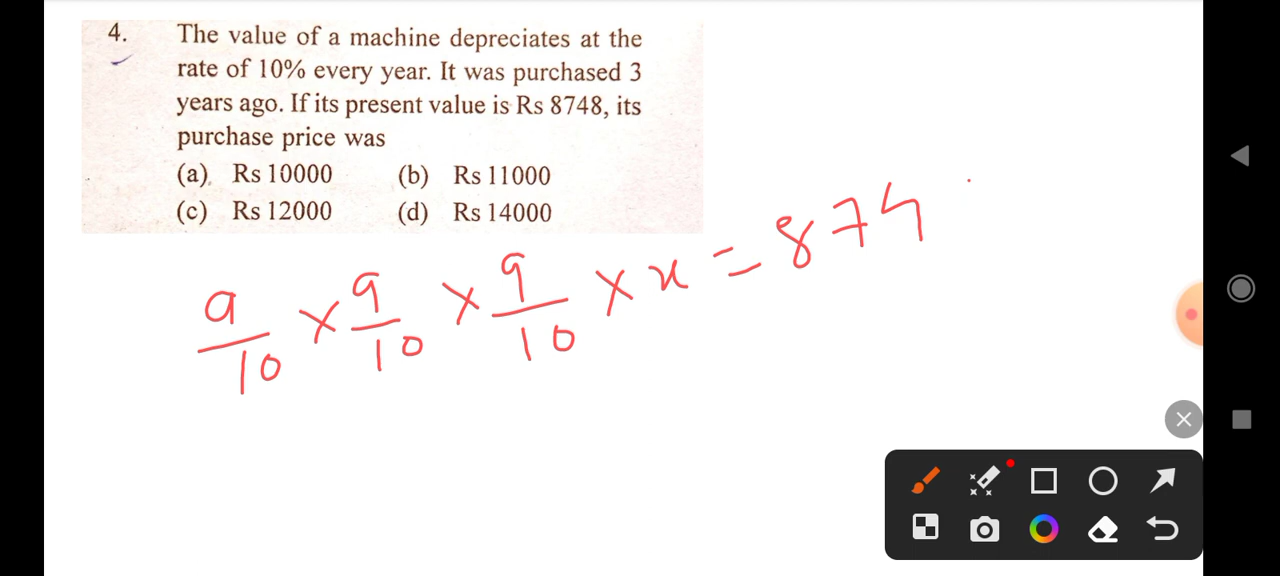 4. The value of a machine depreciates at the
rate of 10% every year. It was purchased 3
years ago. If its present value is Rs 8748, its
purchase price was
(a) Rs 10000 (b) Rs 11000
(c) Rs 12000 (d) Rs 14000
9/10 × 9/10 × 9/10 × x = 874